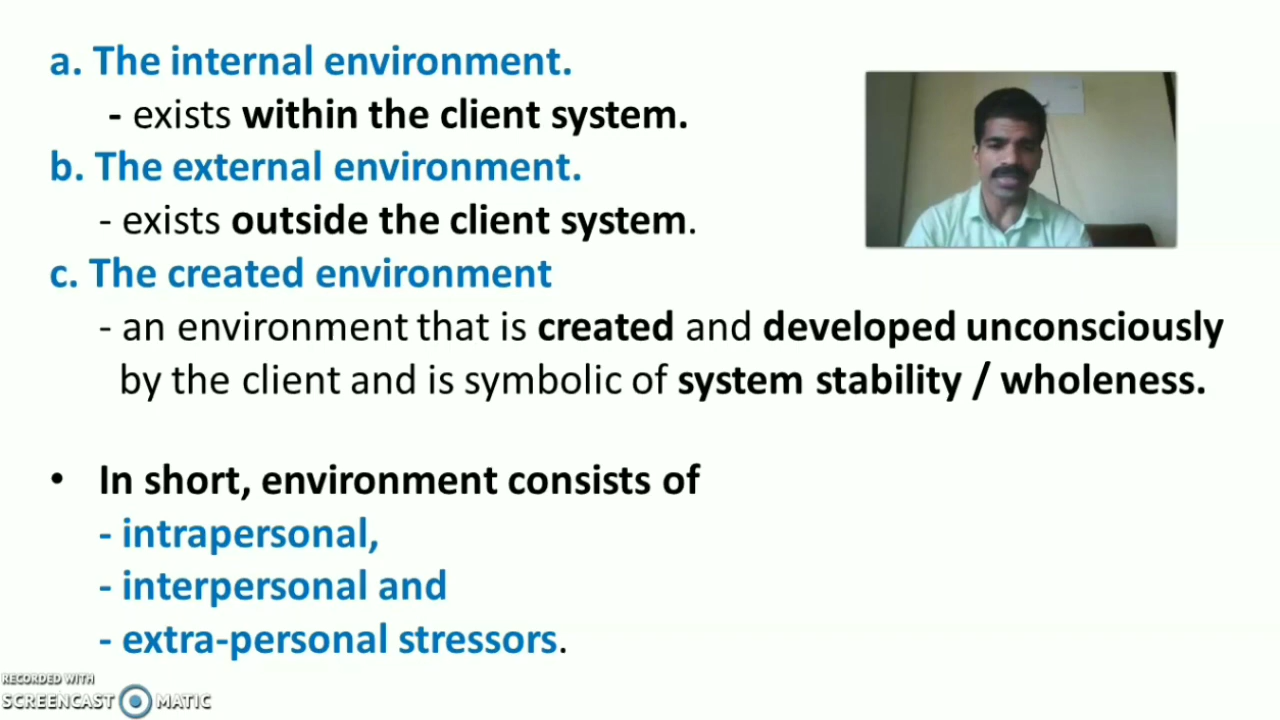 a. The internal environment.
- exists within the client system.
b. The external environment.
- exists outside the client system.
c. The created environment
- an environment that is created and developed unconsciously
by the client and is symbolic of system stability / wholeness.
• In short, environment consists of
- intrapersonal,
- interpersonal and
- extra-personal stressors.
RECORDED WITH
SCREENCAST MATIC